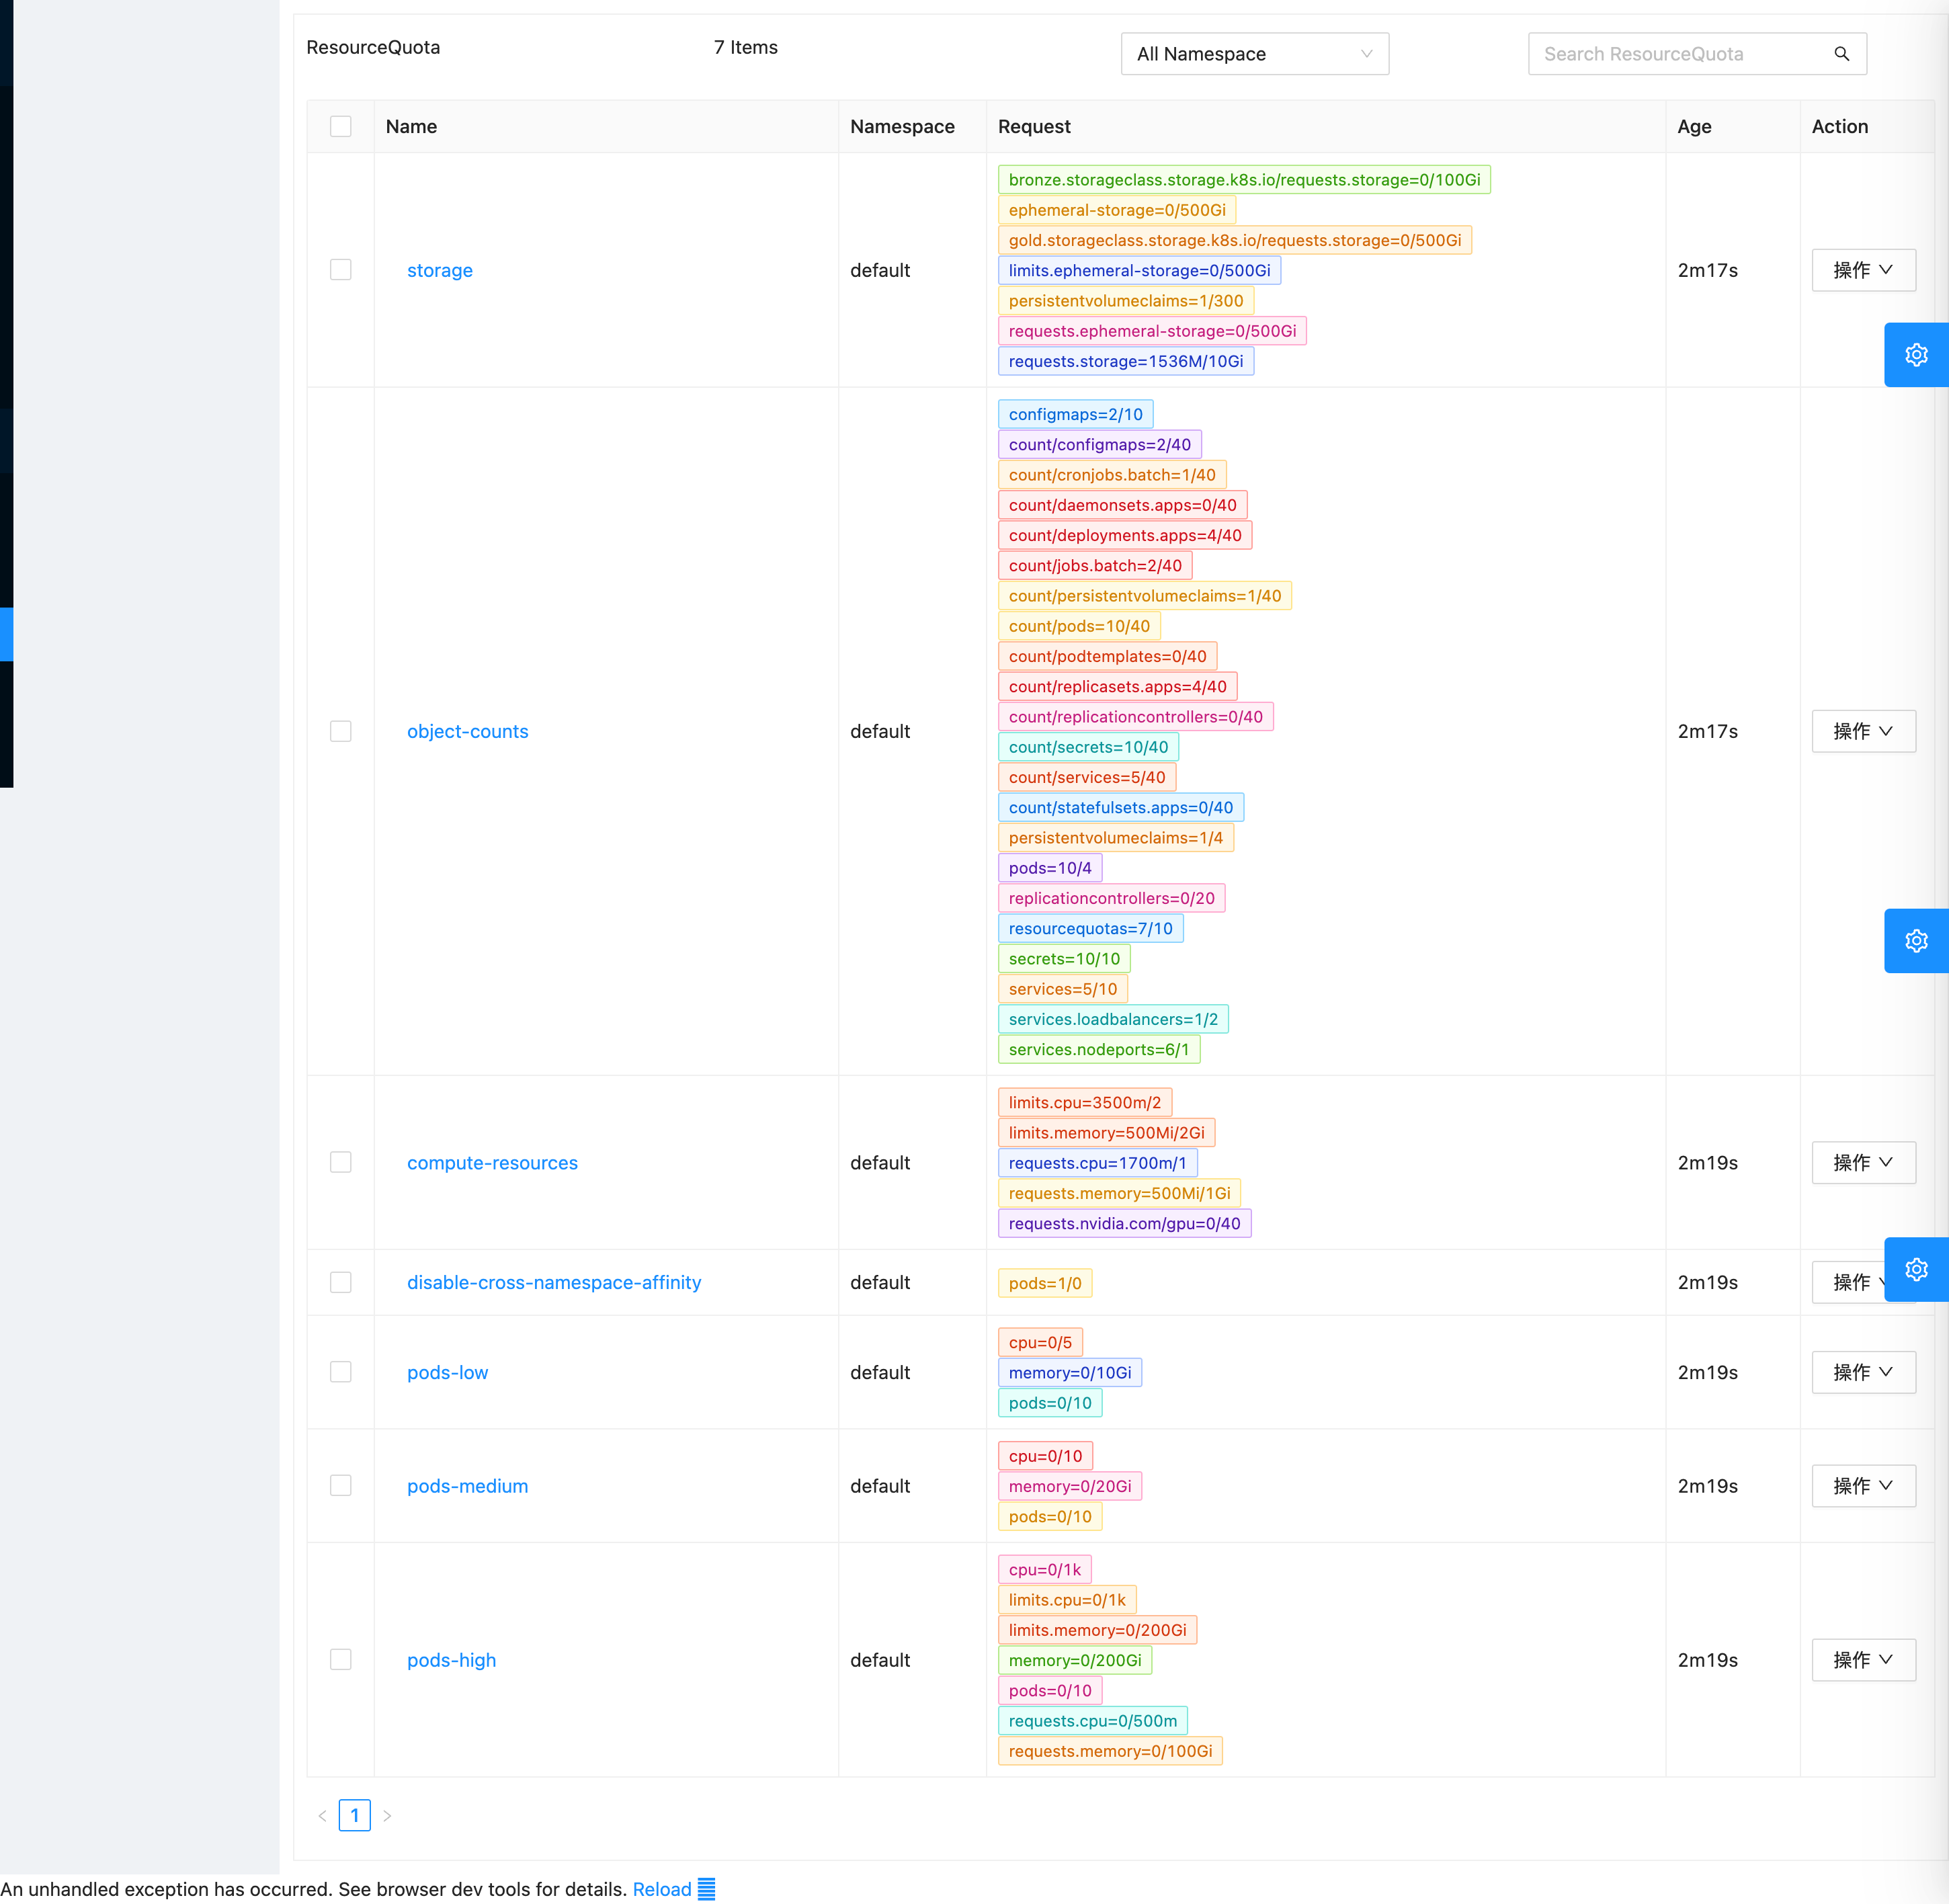 ResourceQuota 7 Items All Namespace Search ResourceQuota
Name Namespace Request Age Action
storage default 2m17s 操作
bronze.storageclass.storage.k8s.io/requests.storage=0/100Gi
ephemeral-storage=0/500Gi
gold.storageclass.storage.k8s.io/requests.storage=0/500Gi
limits.ephemeral-storage=0/500Gi
persistentvolumeclaims=1/300
requests.ephemeral-storage=0/500Gi
requests.storage=1536M/10Gi
object-counts default 2m17s 操作
configmaps=2/10
count/configmaps=2/40
count/cronjobs.batch=1/40
count/daemonsets.apps=0/40
count/deployments.apps=4/40
count/jobs.batch=2/40
count/persistentvolumeclaims=1/40
count/pods=10/40
count/podtemplates=0/40
count/replicasets.apps=4/40
count/replicationcontrollers=0/40
count/secrets=10/40
count/services=5/40
count/statefulsets.apps=0/40
persistentvolumeclaims=1/4
pods=10/4
replicationcontrollers=0/20
resourcequotas=7/10
secrets=10/10
services=5/10
services.loadbalancers=1/2
services.nodeports=6/1
compute-resources default 2m19s 操作
limits.cpu=3500m/2
limits.memory=500Mi/2Gi
requests.cpu=1700m/1
requests.memory=500Mi/1Gi
requests.nvidia.com/gpu=0/40
disable-cross-namespace-affinity default pods=1/0 2m19s 操作
pods-low default 2m19s 操作
cpu=0/5
memory=0/10Gi
pods=0/10
pods-medium default 2m19s 操作
cpu=0/10
memory=0/20Gi
pods=0/10
pods-high default 2m19s 操作
cpu=0/1k
limits.cpu=0/1k
limits.memory=0/200Gi
memory=0/200Gi
pods=0/10
requests.cpu=0/500m
requests.memory=0/100Gi
< 1 >
An unhandled exception has occurred. See browser dev tools for details. Reload